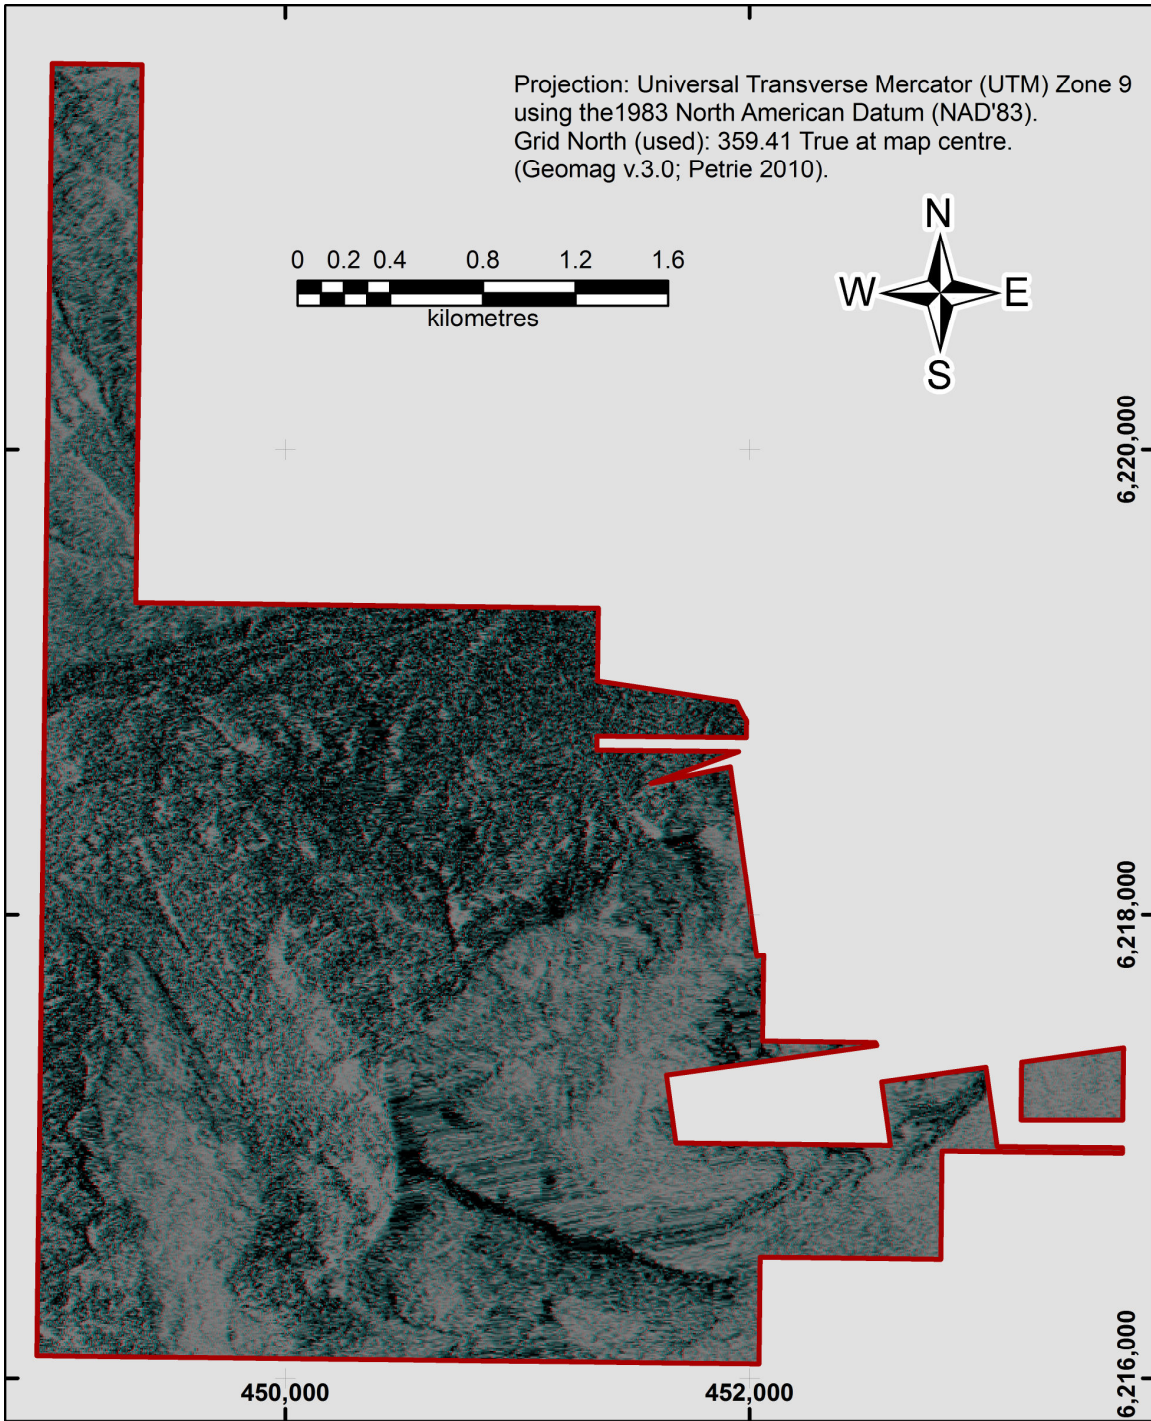 Projection: Universal Transverse Mercator (UTM) Zone 9
using the1983 North American Datum (NAD'83).
Grid North (used): 359.41 True at map centre.
(Geomag v.3.0; Petrie 2010).
N
W E
S
0 0.2 0.4 0.8 1.2 1.6
kilometres
6,220,000
6,218,000
6,216,000
450,000 452,000